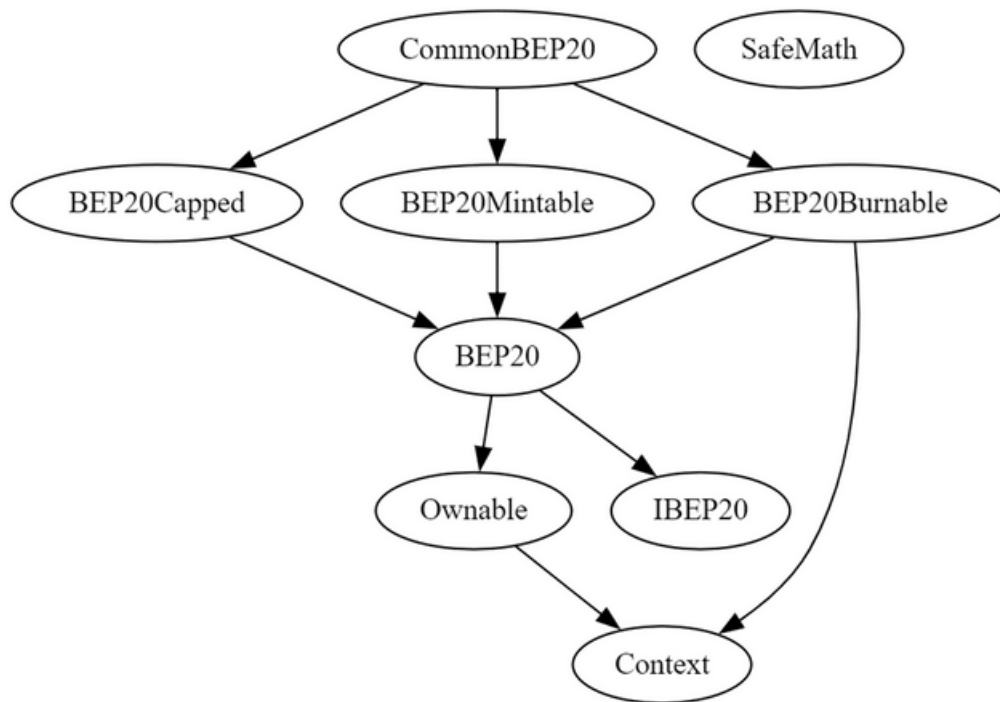 CommonBEP20
SafeMath
BEP20Capped
BEP20Mintable
BEP20Burnable
BEP20
Ownable
IBEP20
Context